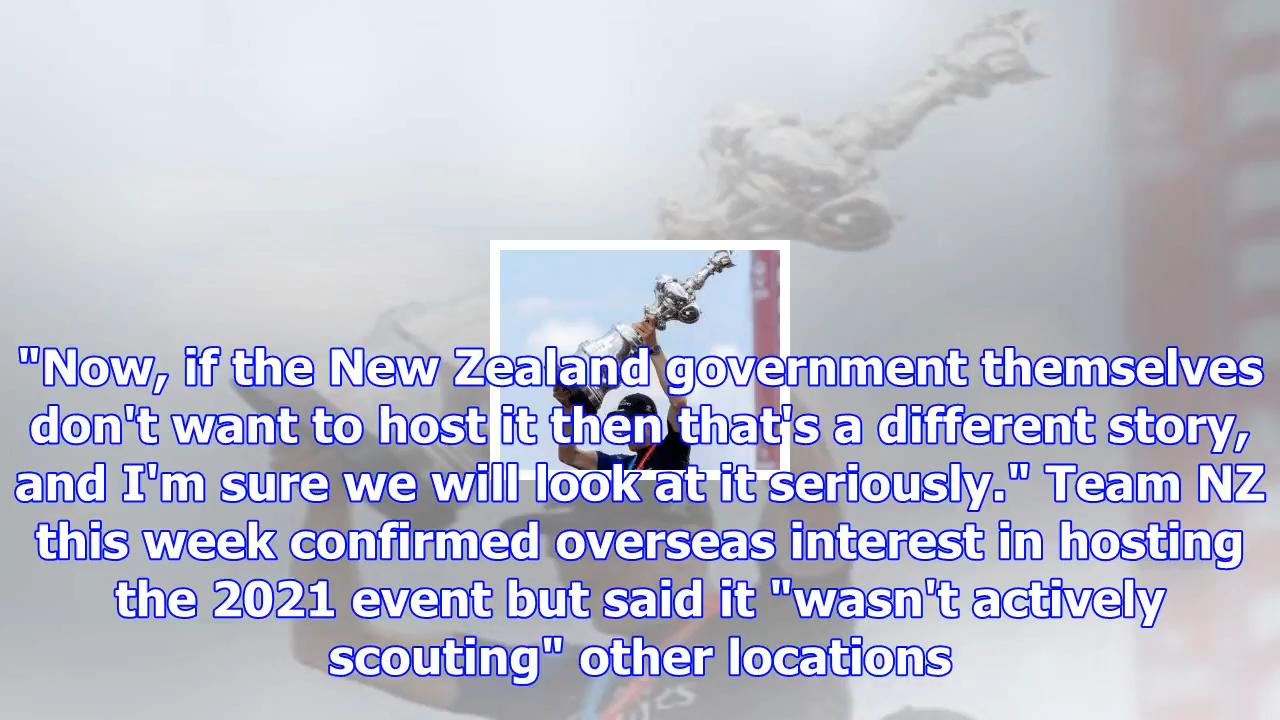 "Now, if the New Zealand government themselves
don't want to host it then that's a different story,
and I'm sure we will look at it seriously." Team NZ
this week confirmed overseas interest in hosting
the 2021 event but said it "wasn't actively
scouting" other locations